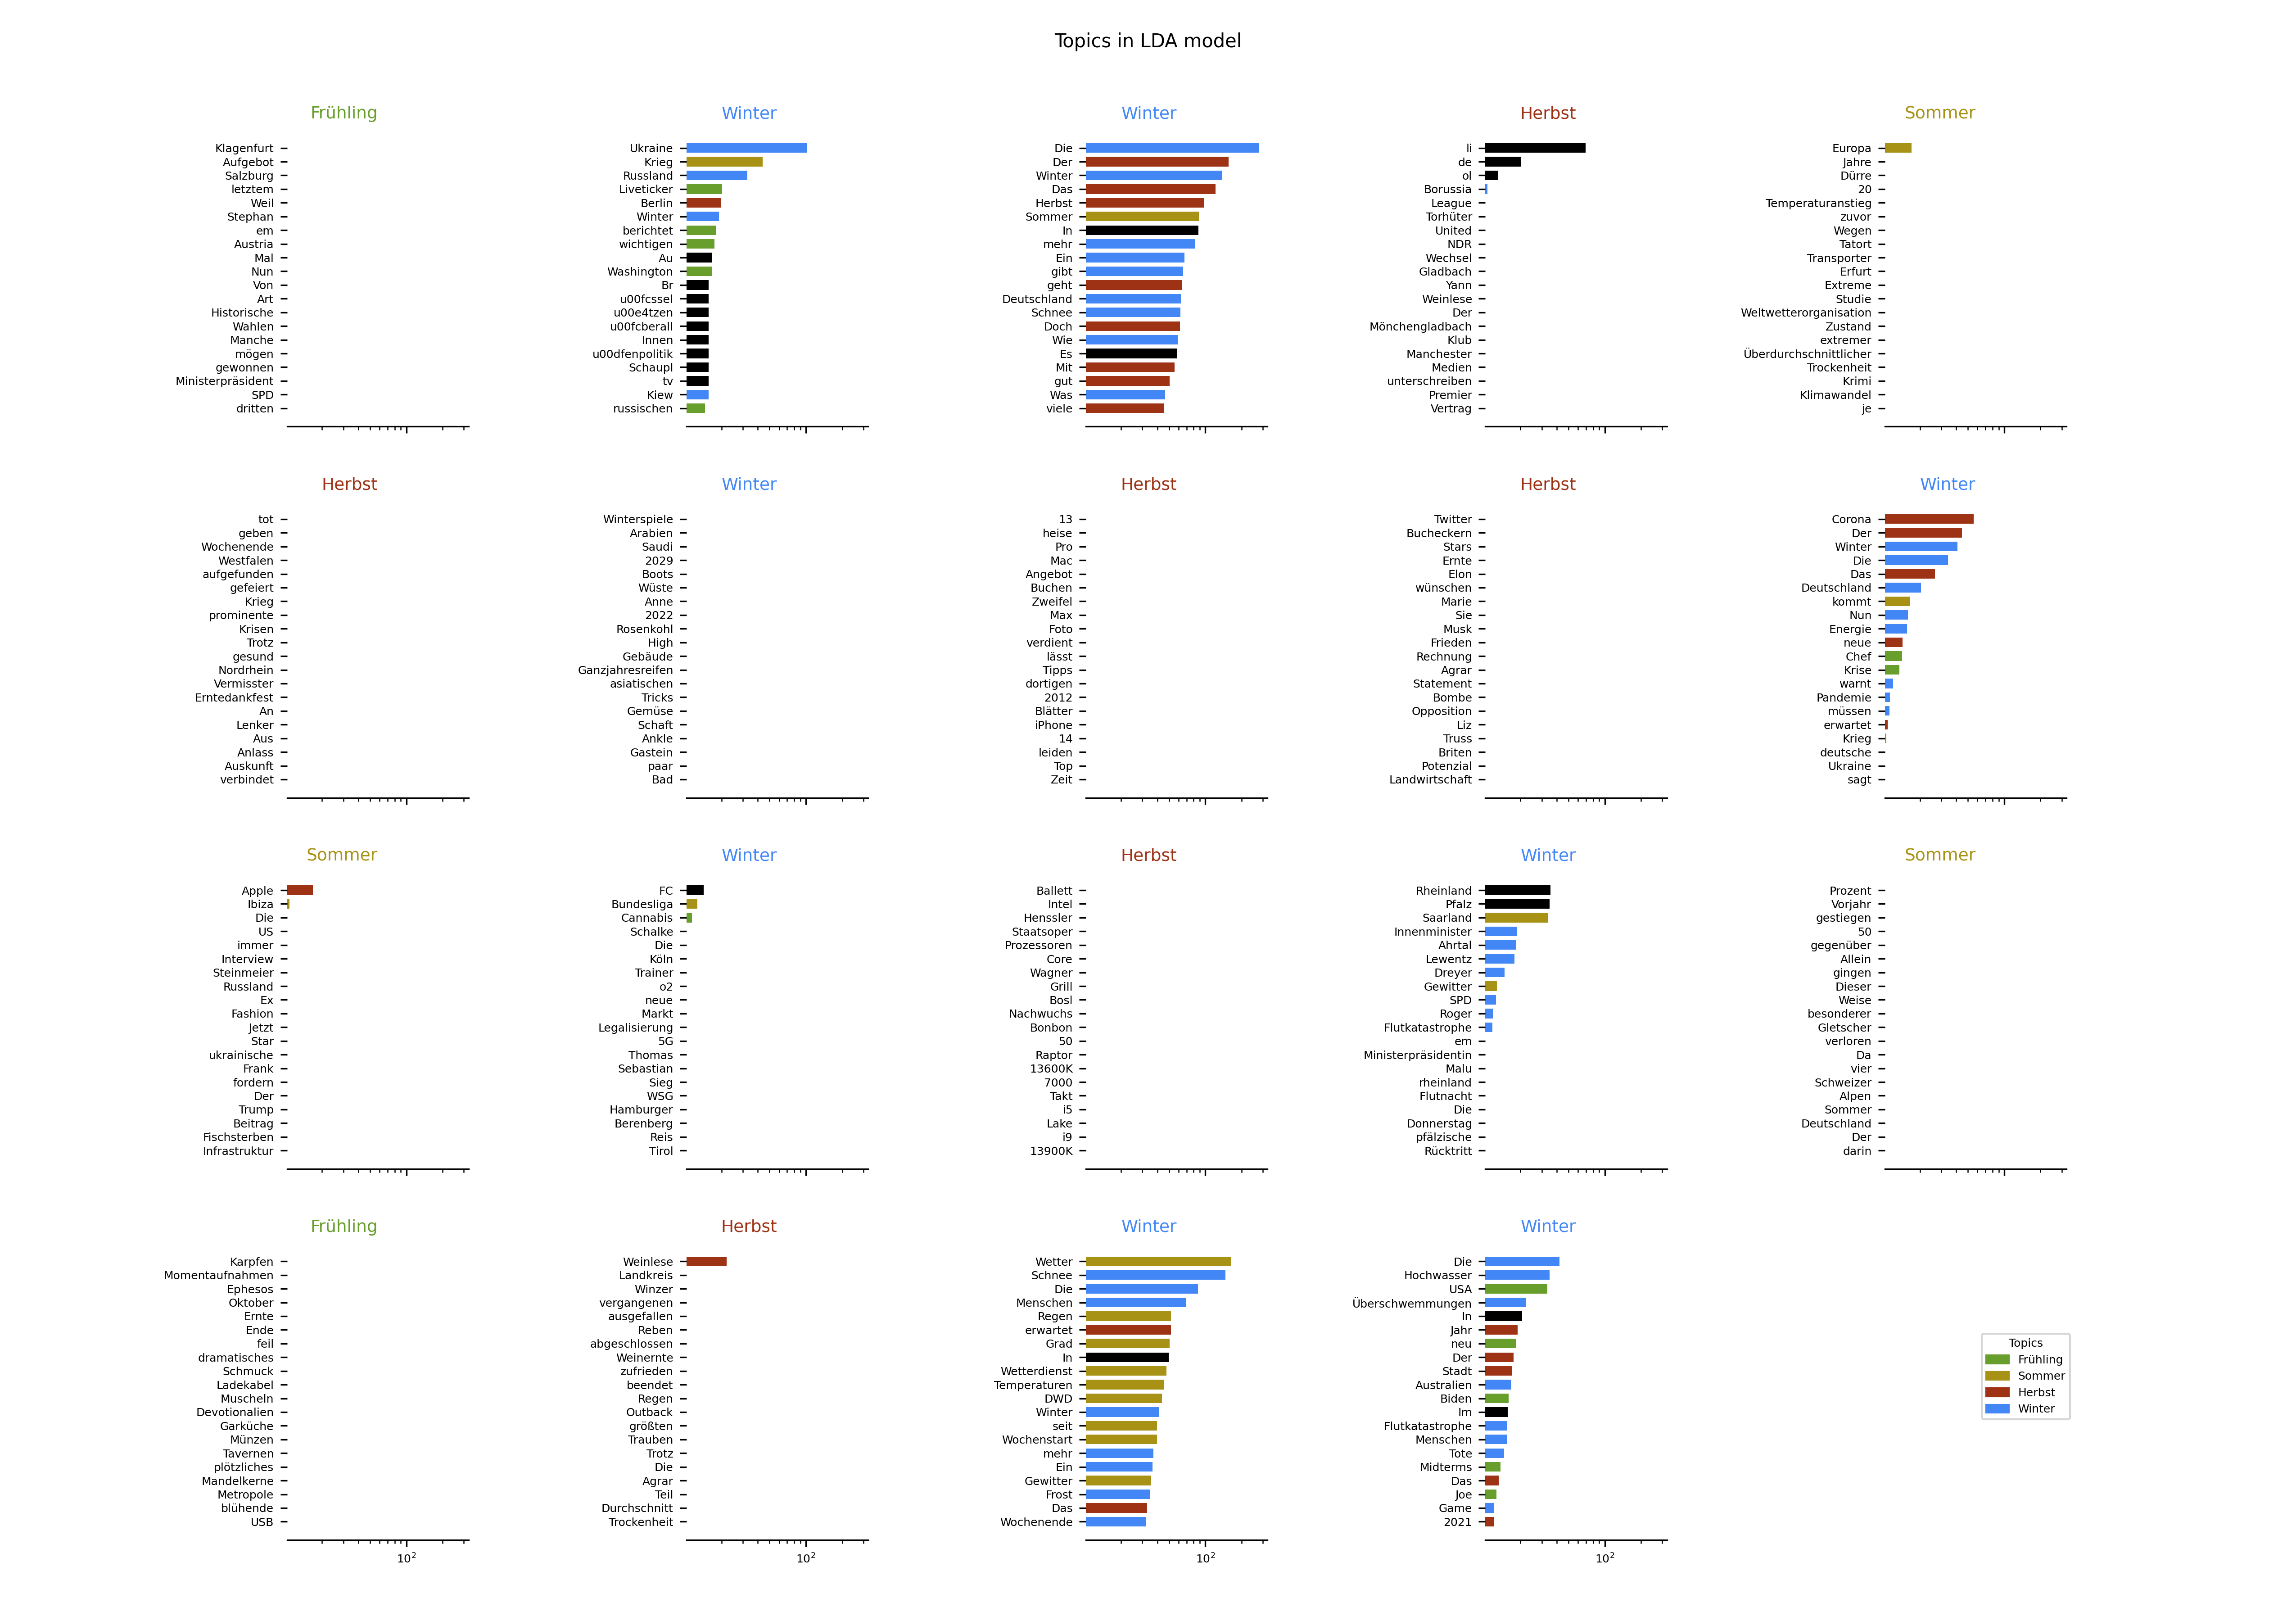 Topics in LDA model
Frühling
Klagenfurt
Aufgebot
Salzburg
letztem
Weil
Stephan
em
Austria
Mal
Nun
Von
Art
Historische
Wahlen
Manche
mögen
gewonnen
Ministerpräsident
SPD
dritten
Winter
Ukraine
Krieg
Russland
Liveticker
Berlin
Winter
berichtet
wichtigen
Au
Washington
Br
u00fcssel
u00e4tzen
u00fcberall
Innen
u00dfenpolitik
Schaupl
tv
Kiew
russischen
Winter
Die
Der
Winter
Das
Herbst
Sommer
In
mehr
Ein
gibt
geht
Deutschland
Schnee
Doch
Wie
Es
Mit
gut
Was
viele
Herbst
li
de
ol
Borussia
League
Torhüter
United
NDR
Wechsel
Gladbach
Yann
Weinlese
Der
Mönchengladbach
Klub
Manchester
Medien
unterschreiben
Premier
Vertrag
Sommer
Europa
Jahre
Dürre
20
Temperaturanstieg
zuvor
Wegen
Tatort
Transporter
Erfurt
Extreme
Studie
Weltwetterorganisation
Zustand
extremer
Überdurchschnittlicher
Trockenheit
Krimi
Klimawandel
je
Herbst
tot
geben
Wochenende
Westfalen
aufgefunden
gefeiert
Krieg
prominente
Krisen
Trotz
gesund
Nordrhein
Vermisster
Erntedankfest
An
Lenker
Aus
Anlass
Auskunft
verbindet
Winter
Winterspiele
Arabien
Saudi
2029
Boots
Wüste
Anne
2022
Rosenkohl
High
Gebäude
Ganzjahresreifen
asiatischen
Tricks
Gemüse
Schaft
Ankle
Gastein
paar
Bad
Herbst
13
heise
Pro
Mac
Angebot
Buchen
Zweifel
Max
Foto
verdient
lässt
Tipps
dortigen
2012
Blätter
iPhone
14
leiden
Top
Zeit
Herbst
Twitter
Bucheckern
Stars
Ernte
Elon
wünschen
Marie
Sie
Musk
Frieden
Rechnung
Agrar
Statement
Bombe
Opposition
Liz
Truss
Briten
Potenzial
Landwirtschaft
Winter
Corona
Der
Winter
Die
Das
Deutschland
kommt
Nun
Energie
neue
Chef
Krise
warnt
Pandemie
müssen
erwartet
Krieg
deutsche
Ukraine
sagt
Sommer
Apple
Ibiza
Die
US
immer
Interview
Steinmeier
Russland
Ex
Fashion
Jetzt
Star
ukrainische
Frank
fordern
Der
Trump
Beitrag
Fischsterben
Infrastruktur
Winter
FC
Bundesliga
Cannabis
Schalke
Die
Köln
Trainer
o2
neue
Markt
Legalisierung
5G
Thomas
Sebastian
Sieg
WSG
Hamburger
Berenberg
Reis
Tirol
Herbst
Ballett
Intel
Henssler
Staatsoper
Prozessoren
Core
Wagner
Grill
Bosl
Nachwuchs
Bonbon
50
Raptor
13600K
7000
Takt
i5
Lake
i9
13900K
Winter
Rheinland
Pfalz
Saarland
Innenminister
Ahrtal
Lewentz
Dreyer
Gewitter
SPD
Roger
Flutkatastrophe
em
Ministerpräsidentin
Malu
rheinland
Flutnacht
Die
Donnerstag
pfälzische
Rücktritt
Sommer
Prozent
Vorjahr
gestiegen
50
gegenüber
Allein
gingen
Dieser
Weise
besonderer
Gletscher
verloren
Da
vier
Schweizer
Alpen
Sommer
Deutschland
Der
darin
Frühling
Karpfen
Momentaufnahmen
Ephesos
Oktober
Ernte
Ende
feil
dramatisches
Schmuck
Ladekabel
Muscheln
Devotionalien
Garküche
Münzen
Tavernen
plötzliches
Mandelkerne
Metropole
blühende
USB
10²
Herbst
Weinlese
Landkreis
Winzer
vergangenen
ausgefallen
Reben
abgeschlossen
Weinernte
zufrieden
beendet
Regen
Outback
größten
Trauben
Trotz
Die
Agrar
Teil
Durchschnitt
Trockenheit
10²
Winter
Wetter
Schnee
Die
Menschen
Regen
erwartet
Grad
In
Wetterdienst
Temperaturen
DWD
Winter
seit
Wochenstart
mehr
Ein
Gewitter
Frost
Das
Wochenende
10²
Winter
Die
Hochwasser
USA
Überschwemmungen
In
Jahr
neu
Der
Stadt
Australien
Biden
Im
Flutkatastrophe
Menschen
Tote
Midterms
Das
Joe
Game
2021
10²
Topics
Frühling
Sommer
Herbst
Winter